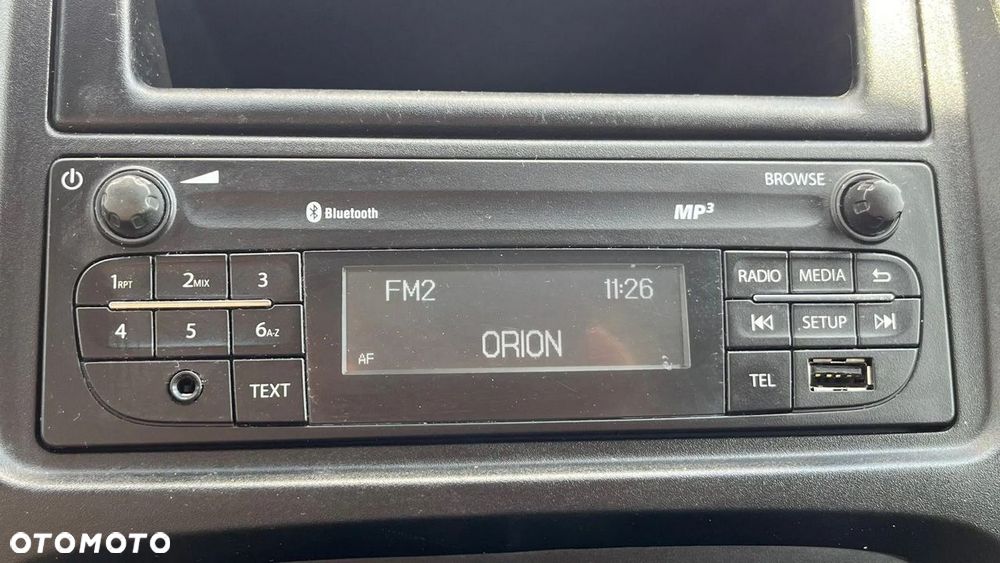 BROWSE
Bluetooth
MP3
1RPT 2MIX 3
RADIO MEDIA
FM2 11:26
4 5 6A-Z
SETUP
ORION
AF
TEXT
TEL
OTOMOTO